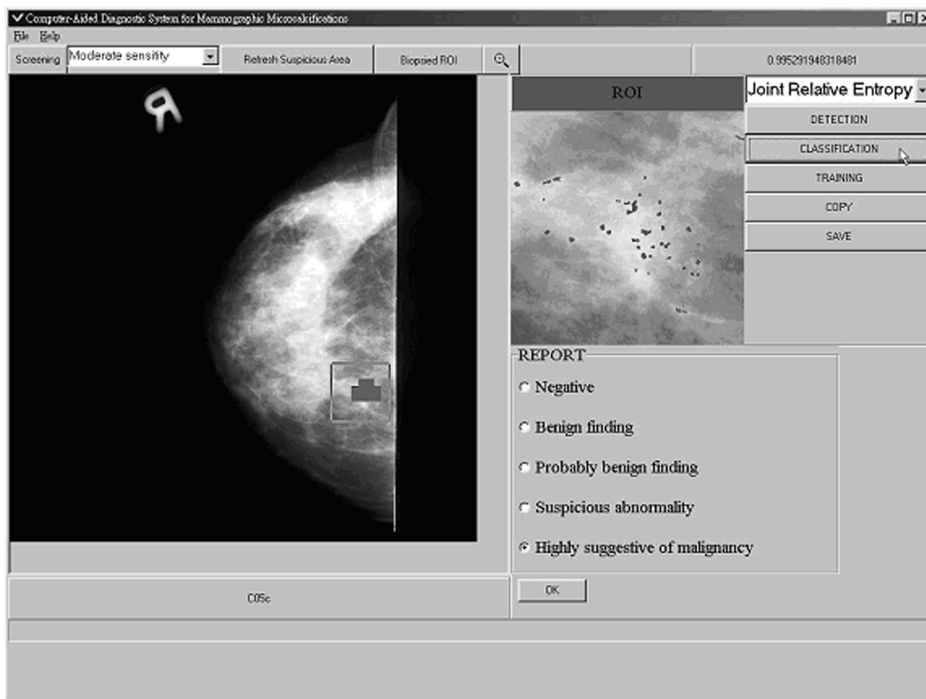 Computer-Aided Diagnostic System for Mammographic Microcalcifications
File Help
Screening Moderate sensitity Refresh Suspicious Area Biopsied ROI 0.995291948318481
R
ROI
Joint Relative Entropy
DETECTION
CLASSIFICATION
TRAINING
COPY
SAVE
REPORT
Negative
Benign finding
Probably benign finding
Suspicious abnormality
Highly suggestive of malignancy
OK
C05c